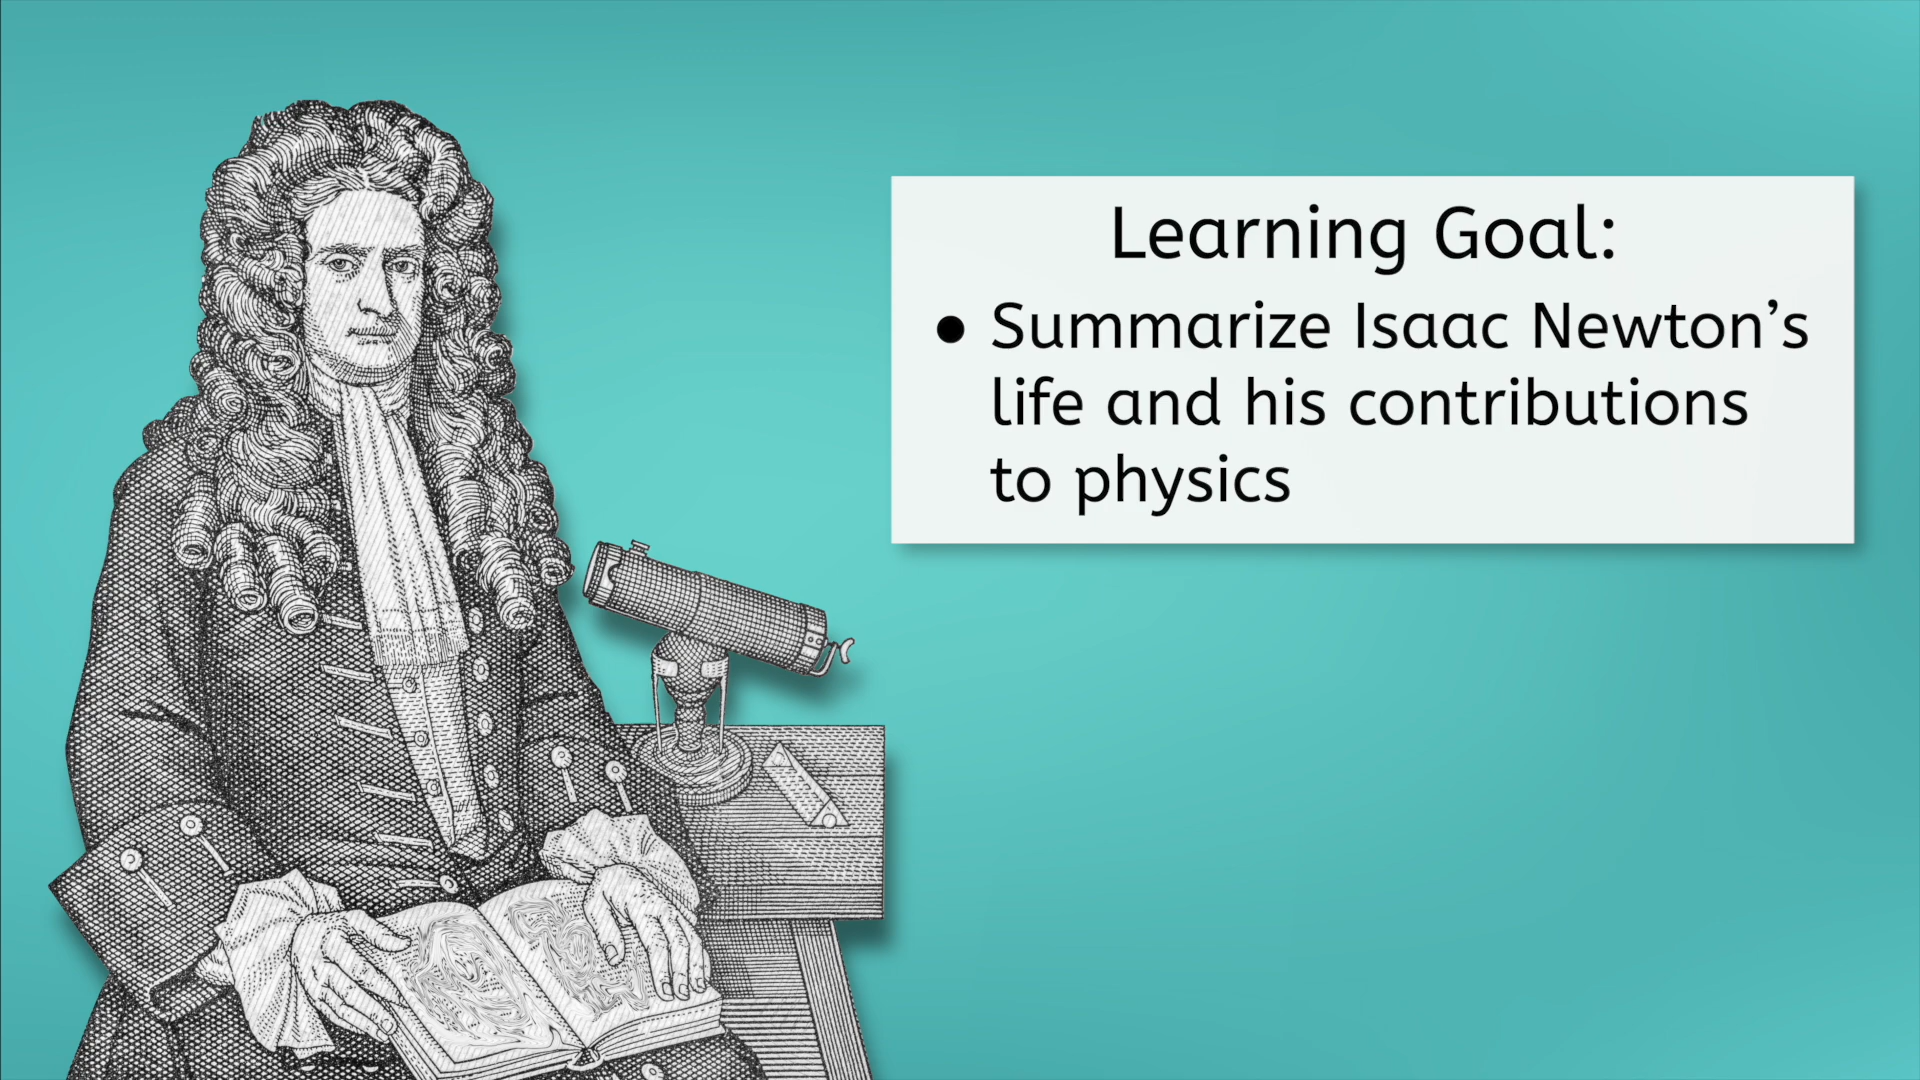 Learning Goal:
● Summarize Isaac Newton’s
life and his contributions
to physics